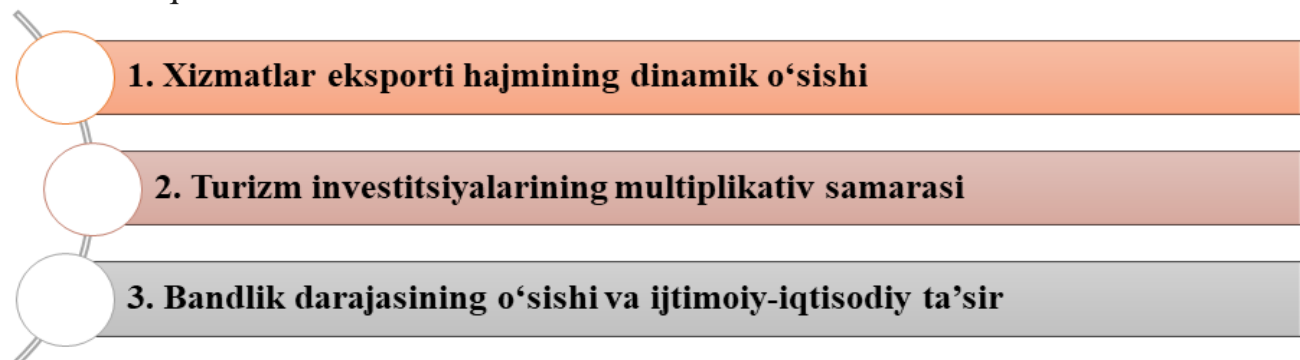 1. Xizmatlar eksporti hajmining dinamik o‘sishi
2. Turizm investitsiyalarining multiplikativ samarasi
3. Bandlik darajasining o‘sishi va ijtimoiy-iqtisodiy ta’sir